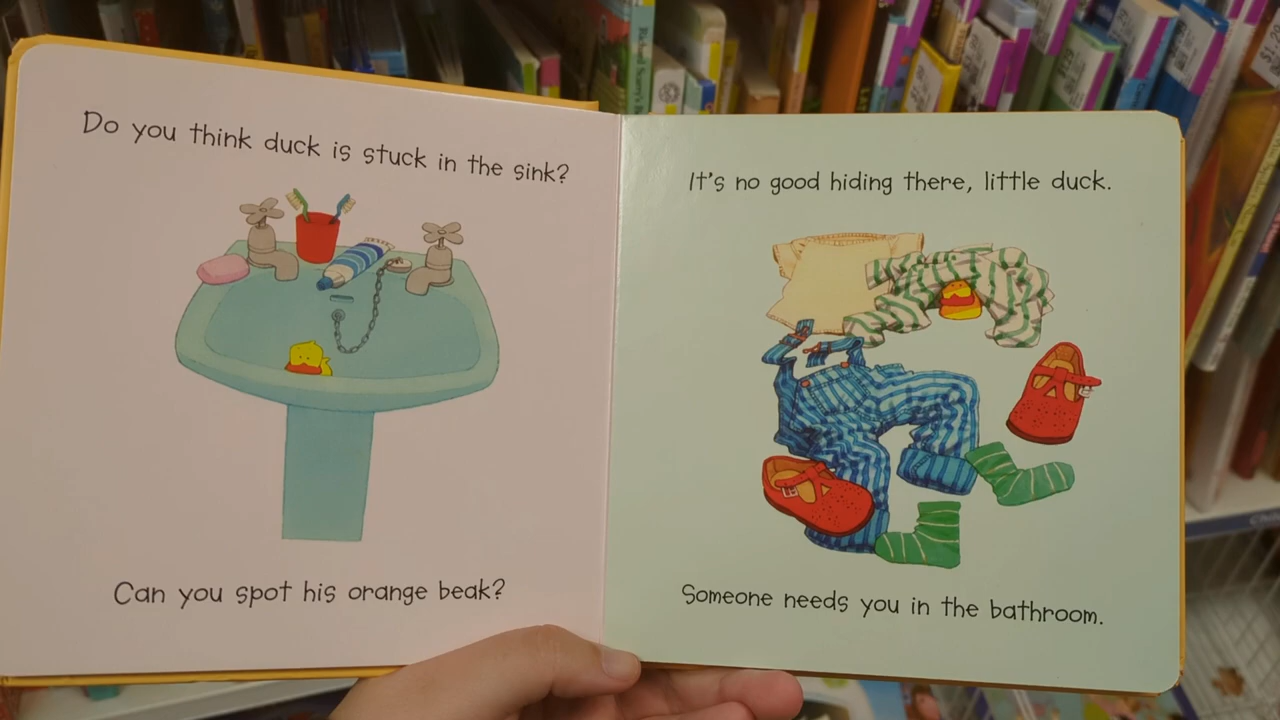 Do you think duck is stuck in the sink?
Can you spot his orange beak?
It's no good hiding there, little duck.
Someone needs you in the bathroom.